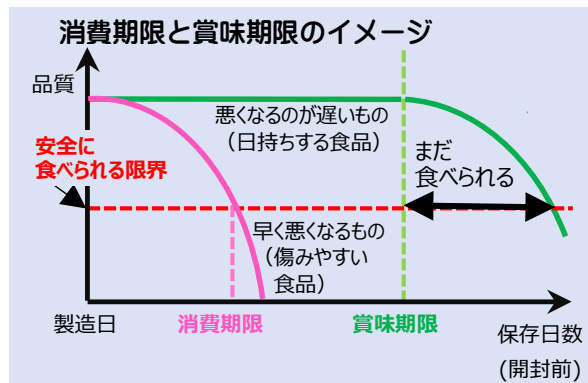 消費期限と賞味期限のイメージ
品質
悪くなるのが遅いもの
（日持ちする食品）
安全に
食べられる限界
まだ
食べられる
早く悪くなるもの
（傷みやすい
食品）
製造日
消費期限
賞味期限
保存日数
(開封前)